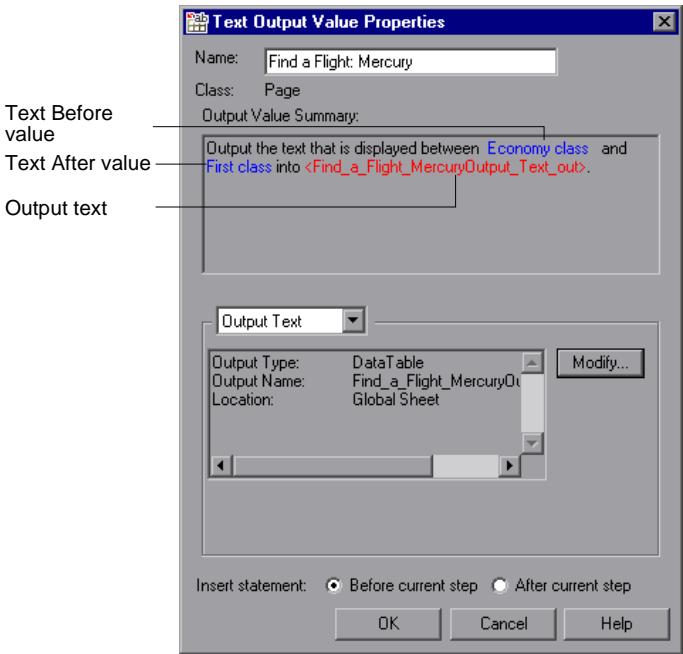 Text Output Value Properties
Name: Find a Flight: Mercury
Class: Page
Output Value Summary:
Text Before value
Output the text that is displayed between Economy class and
Text After value
First class into <Find_a_Flight_MercuryOutput_Text_out>.
Output text
Output Text
Output Type: DataTable
Modify...
Output Name: Find_a_Flight_MercuryOu
Location: Global Sheet
Insert statement: Before current step After current step
OK Cancel Help